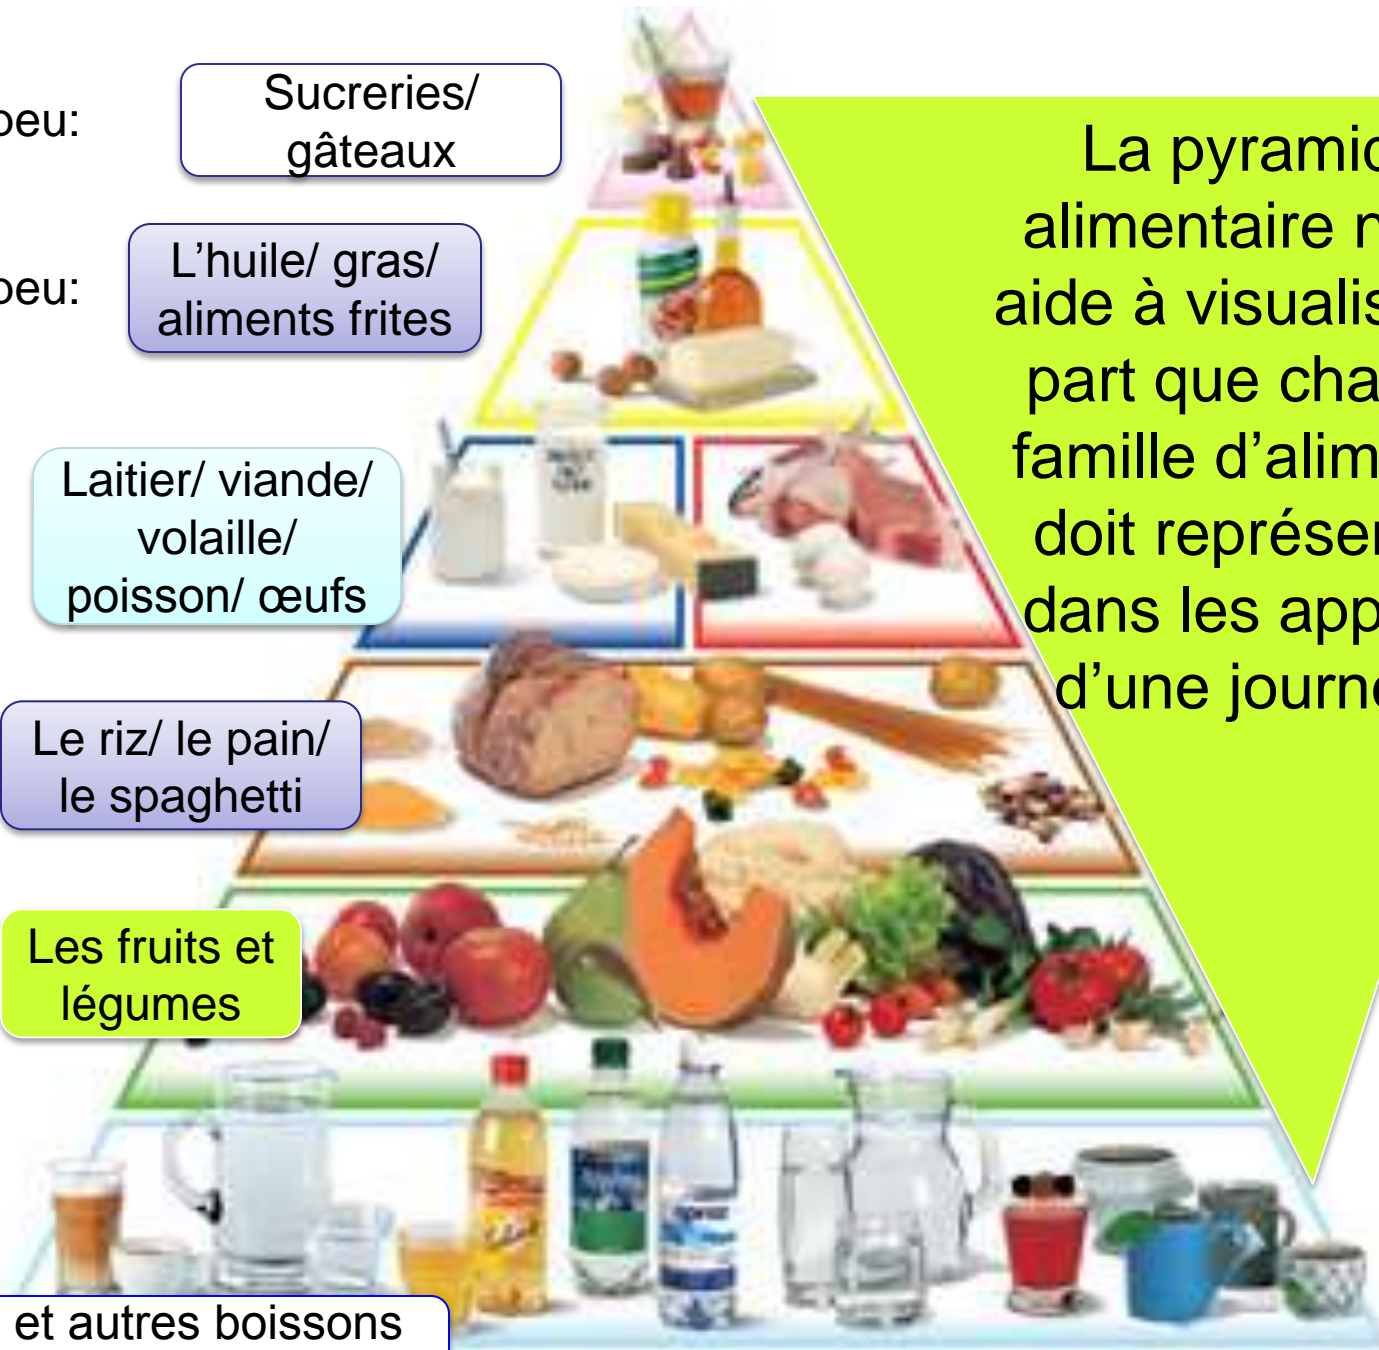 peu:
Sucreries/
gâteaux
peu:
L’huile/ gras/
aliments frites
Laitier/ viande/
volaille/
poisson/ œufs
Le riz/ le pain/
le spaghetti
Les fruits et
légumes
et autres boissons
La pyramid
alimentaire n
aide à visualis
part que cha
famille d’alim
doit représe
dans les app
d’une journé